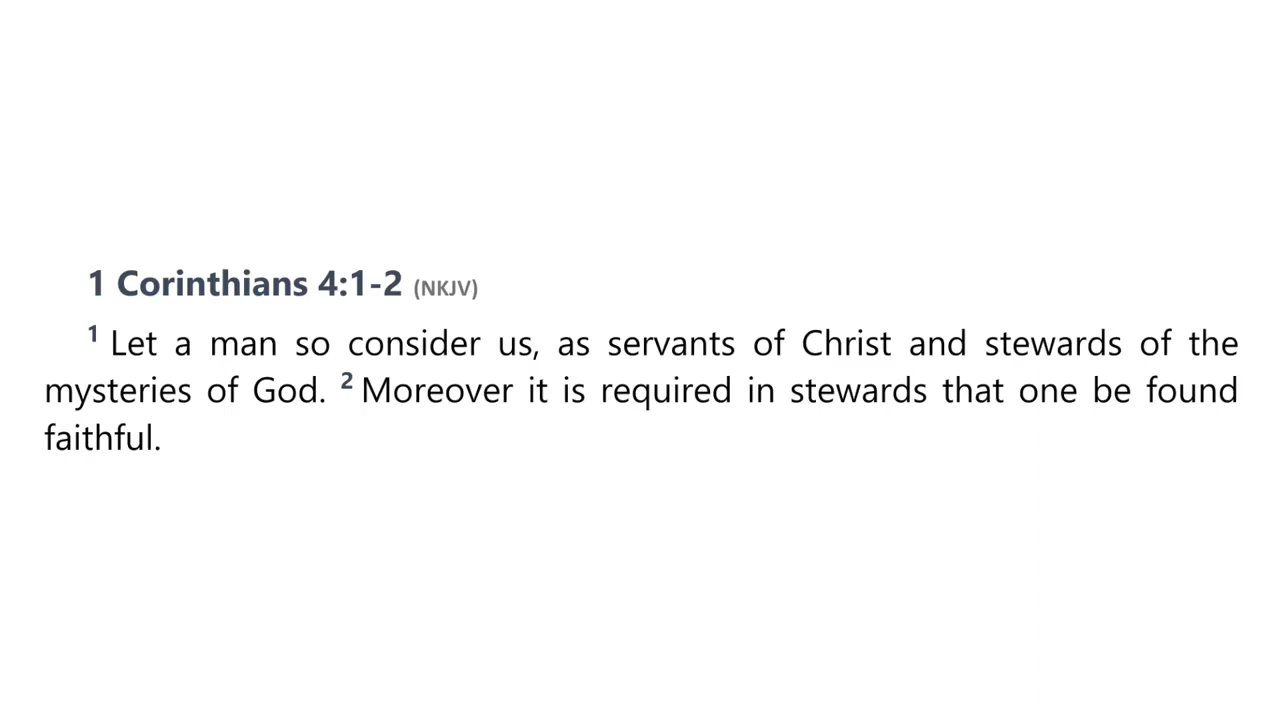 1 Corinthians 4:1-2 (NKJV)
1 Let a man so consider us, as servants of Christ and stewards of the
mysteries of God. 2 Moreover it is required in stewards that one be found
faithful.